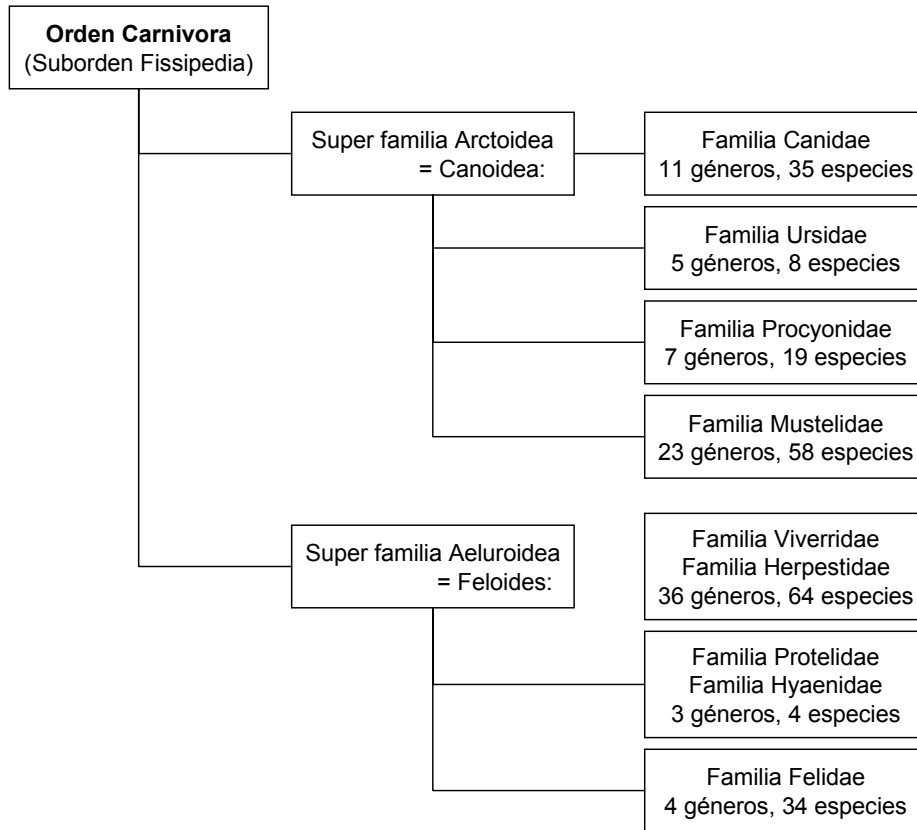 Orden Carnivora
(Suborden Fissipedia)
Super familia Arctoidea
= Canoidea:
Familia Canidae
11 géneros, 35 especies
Familia Ursidae
5 géneros, 8 especies
Familia Procyonidae
7 géneros, 19 especies
Familia Mustelidae
23 géneros, 58 especies
Super familia Aeluroidea
= Feloides:
Familia Viverridae
Familia Herpestidae
36 géneros, 64 especies
Familia Protelidae
Familia Hyaenidae
3 géneros, 4 especies
Familia Felidae
4 géneros, 34 especies